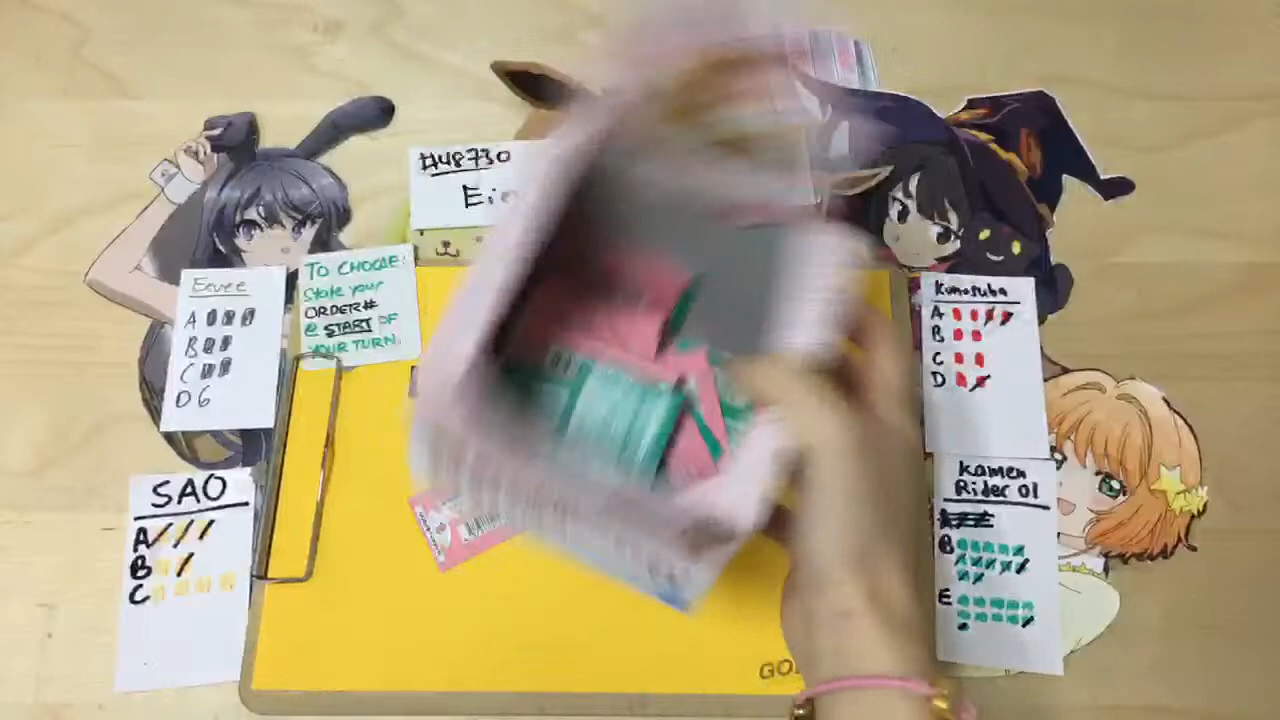 #48730
Eevee
A
B
C
D 6
TO CHOOSE:
State your
ORDER#
@ START OF
YOUR TURN.
SAO
A
B
C
Konosuba
A
B
C
D
Kamen
Rider 01
B
E